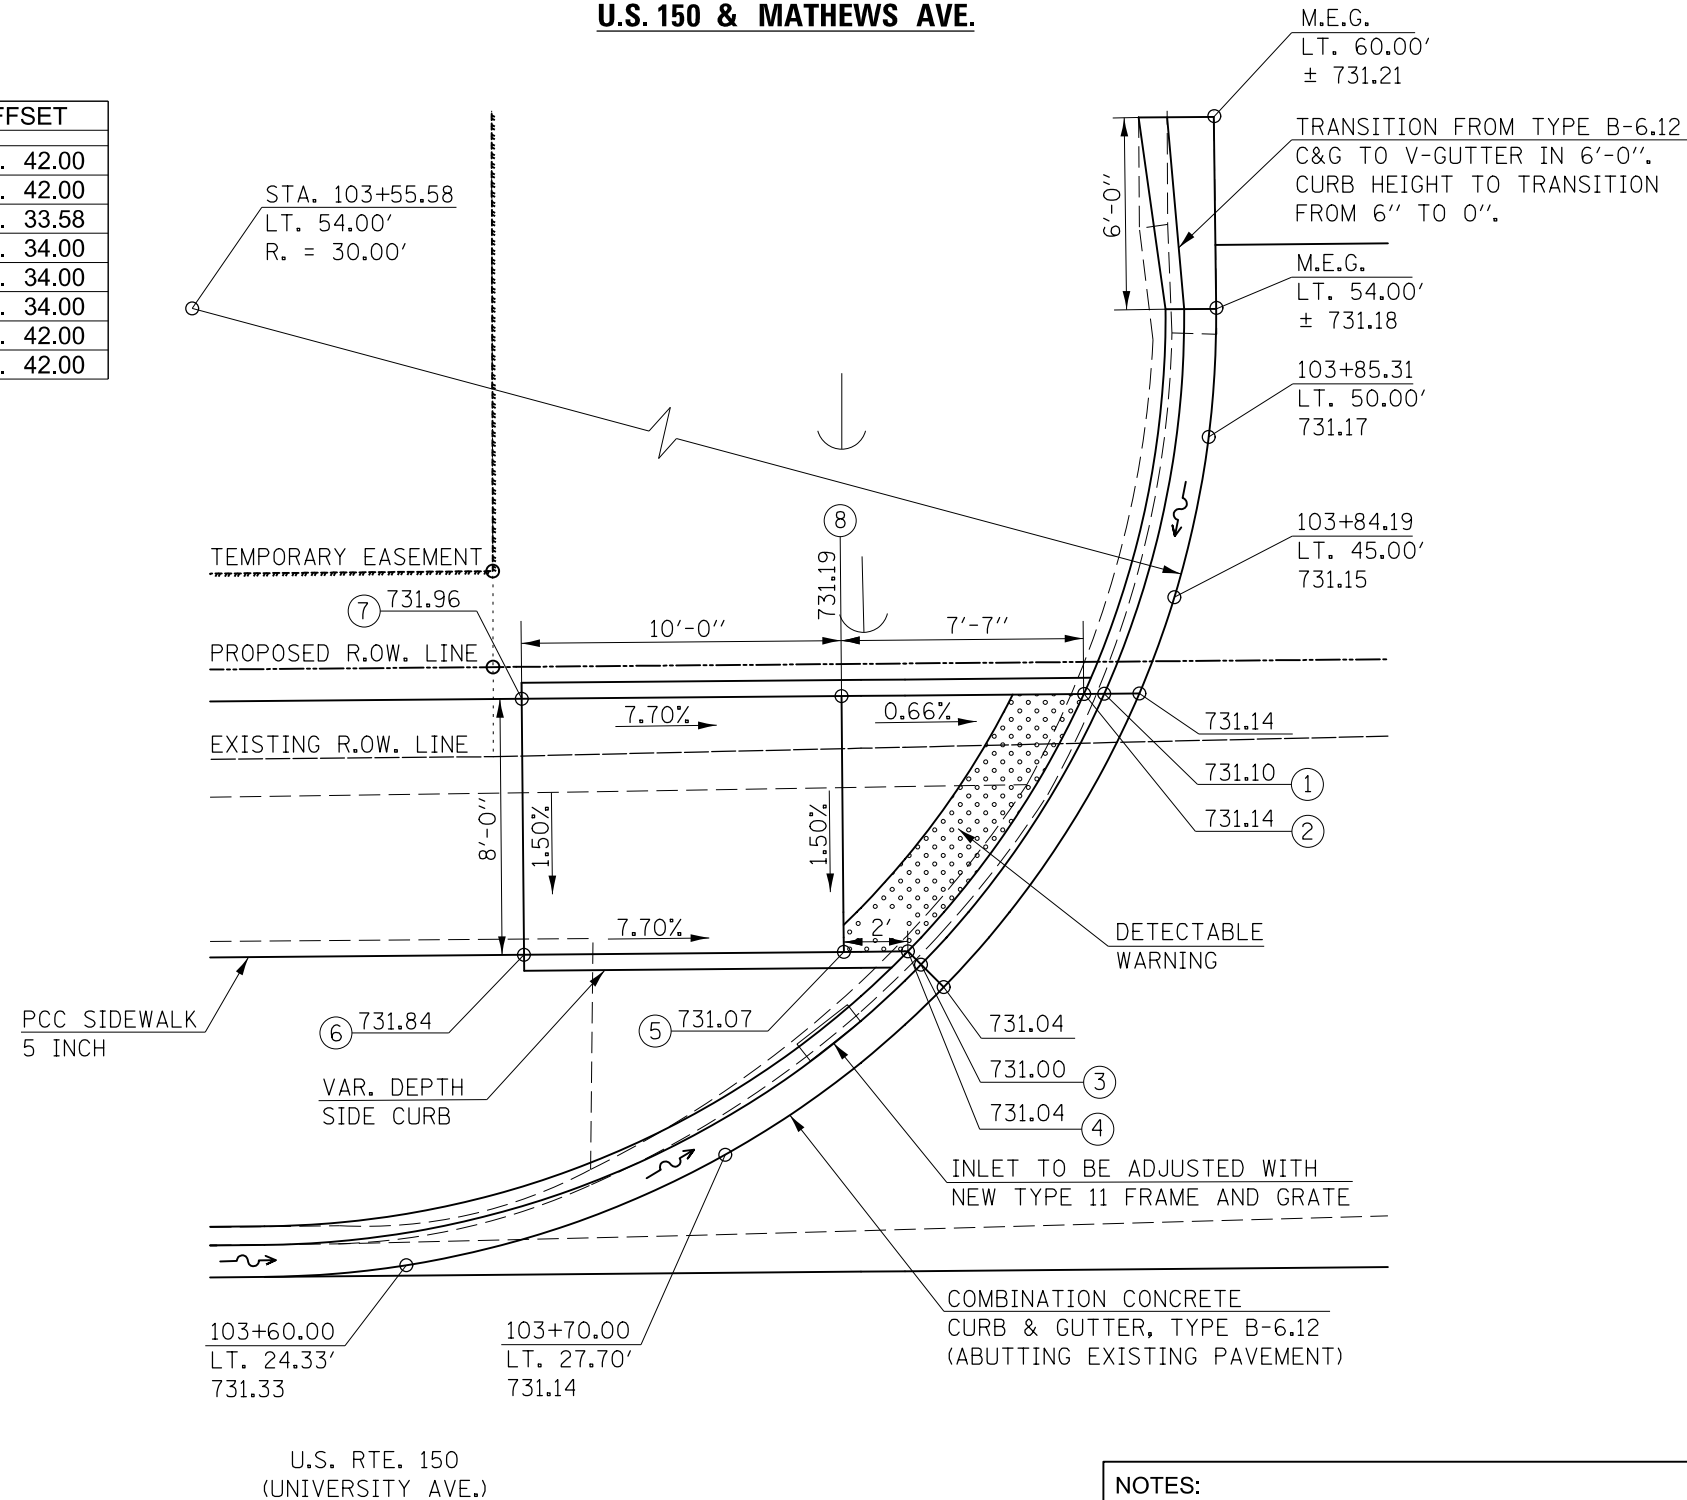 U.S. 150 & MATHEWS AVE.
FFSET
. 42.00
. 42.00
. 33.58
. 34.00
. 34.00
. 34.00
. 42.00
. 42.00
STA. 103+55.58
LT. 54.00'
R. = 30.00'
M.E.G.
LT. 60.00'
± 731.21
TRANSITION FROM TYPE B-6.12
C&G TO V-GUTTER IN 6'-0".
CURB HEIGHT TO TRANSITION
FROM 6" TO 0".
6'-0"
M.E.G.
LT. 54.00'
± 731.18
103+85.31
LT. 50.00'
731.17
103+84.19
LT. 45.00'
731.15
TEMPORARY EASEMENT
8
731.19
7 731.96
10'-0"
7'-7"
PROPOSED R.OW. LINE
7.70%
0.66%
731.14
EXISTING R.OW. LINE
731.10 1
731.14 2
8'-0"
1.50%
1.50%
7.70%
2'
DETECTABLE
WARNING
PCC SIDEWALK
5 INCH
6 731.84
5 731.07
731.04
731.00 3
731.04 4
VAR. DEPTH
SIDE CURB
INLET TO BE ADJUSTED WITH
NEW TYPE 11 FRAME AND GRATE
COMBINATION CONCRETE
CURB & GUTTER, TYPE B-6.12
(ABUTTING EXISTING PAVEMENT)
103+60.00
LT. 24.33'
731.33
103+70.00
LT. 27.70'
731.14
U.S. RTE. 150
(UNIVERSITY AVE.)
NOTES: